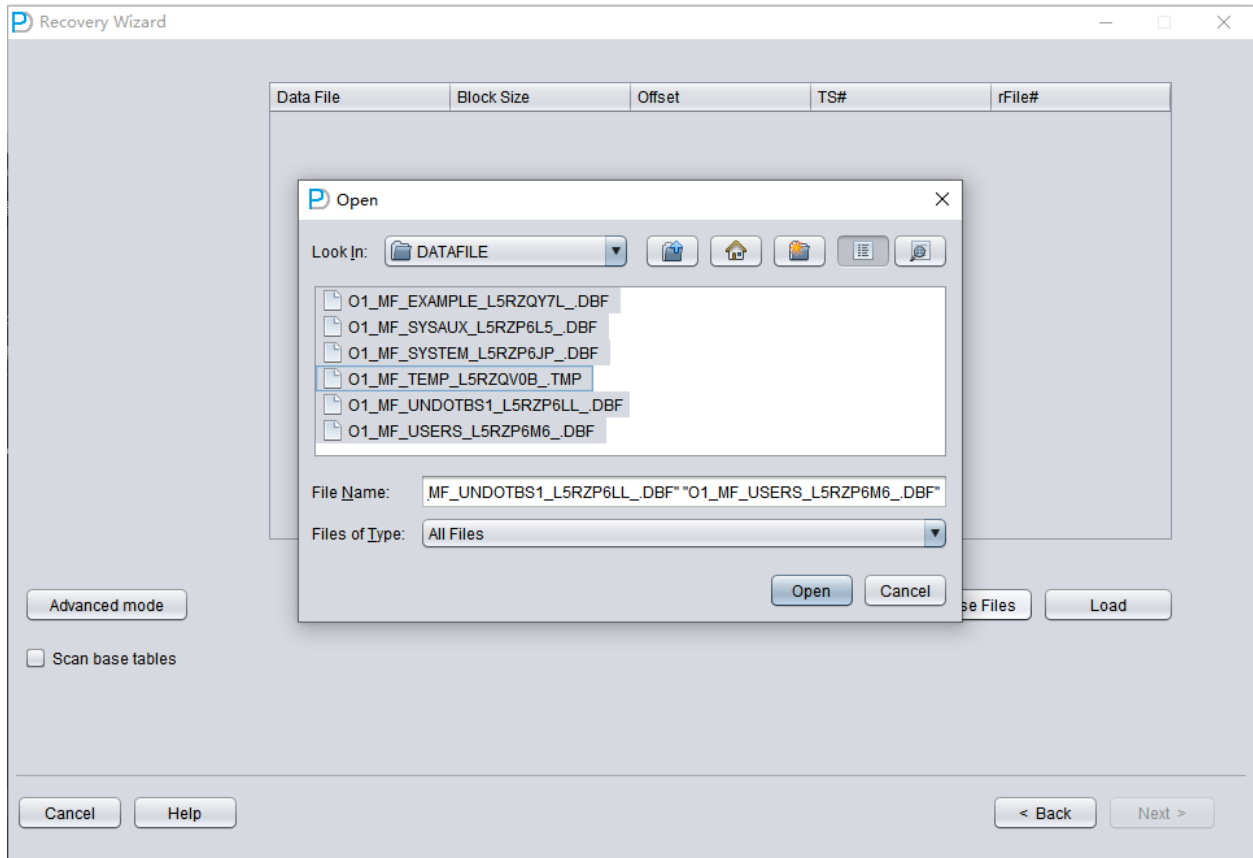 Recovery Wizard
Data File Block Size Offset TS# rFile#
Open
Look In: DATAFILE
O1_MF_EXAMPLE_L5RZQY7L_.DBF
O1_MF_SYSAUX_L5RZP6L5_.DBF
O1_MF_SYSTEM_L5RZP6JP_.DBF
O1_MF_TEMP_L5RZQV0B_.TMP
O1_MF_UNDOTBS1_L5RZP6LL_.DBF
O1_MF_USERS_L5RZP6M6_.DBF
File Name: MF_UNDOTBS1_L5RZP6LL_.DBF" "O1_MF_USERS_L5RZP6M6_.DBF"
Files of Type: All Files
Open Cancel
Advanced mode se Files Load
Scan base tables
Cancel Help < Back Next >